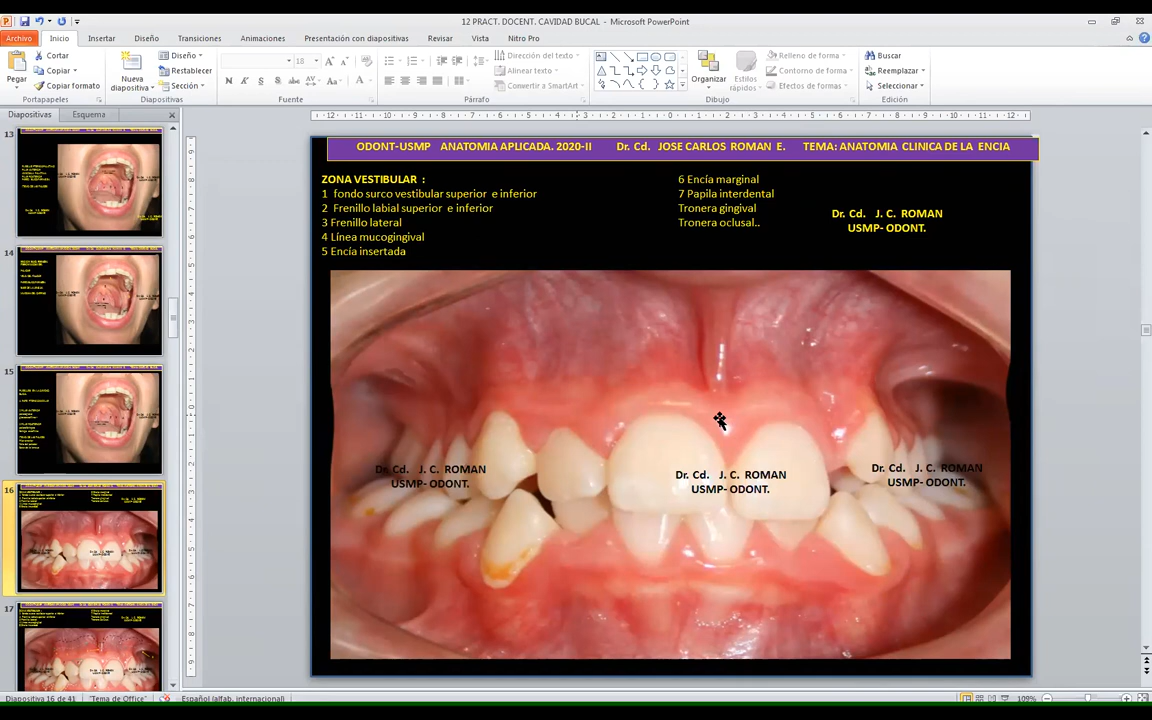 12 PRACT. DOCENT. CAVIDAD BUCAL - Microsoft PowerPoint
Archivo Inicio Insertar Diseño Transiciones Animaciones Presentación con diapositivas Revisar Vista Nitro Pro
Cortar
Copiar
Copiar formato
Pegar
Portapapeles
Nueva diapositiva
Diseño
Restablecer
Sección
Diapositivas
18
Fuente
Dirección del texto
Alinear texto
Convertir a SmartArt
Párrafo
Organizar
Estilos rápidos
Relleno de forma
Contorno de forma
Efectos de formas
Dibujo
Buscar
Reemplazar
Seleccionar
Edición
Diapositivas Esquema
13
14
15
16
17
ODONT-USMP ANATOMIA APLICADA. 2020-II Dr. Cd. JOSE CARLOS ROMAN E. TEMA: ANATOMIA CLINICA DE LA ENCIA
ZONA VESTIBULAR :
1 fondo surco vestibular superior e inferior
2 Frenillo labial superior e inferior
3 Frenillo lateral
4 Línea mucogingival
5 Encía insertada
6 Encía marginal
7 Papila interdental
Tronera gingival
Tronera oclusal..
Dr. Cd. J. C. ROMAN
USMP- ODONT.
Dr. Cd. J. C. ROMAN
USMP- ODONT.
Dr. Cd. J. C. ROMAN
USMP- ODONT.
Dr. Cd. J. C. ROMAN
USMP- ODONT.
Diapositiva 16 de 41 "Tema de Office" Español (alfab. internacional) 109%